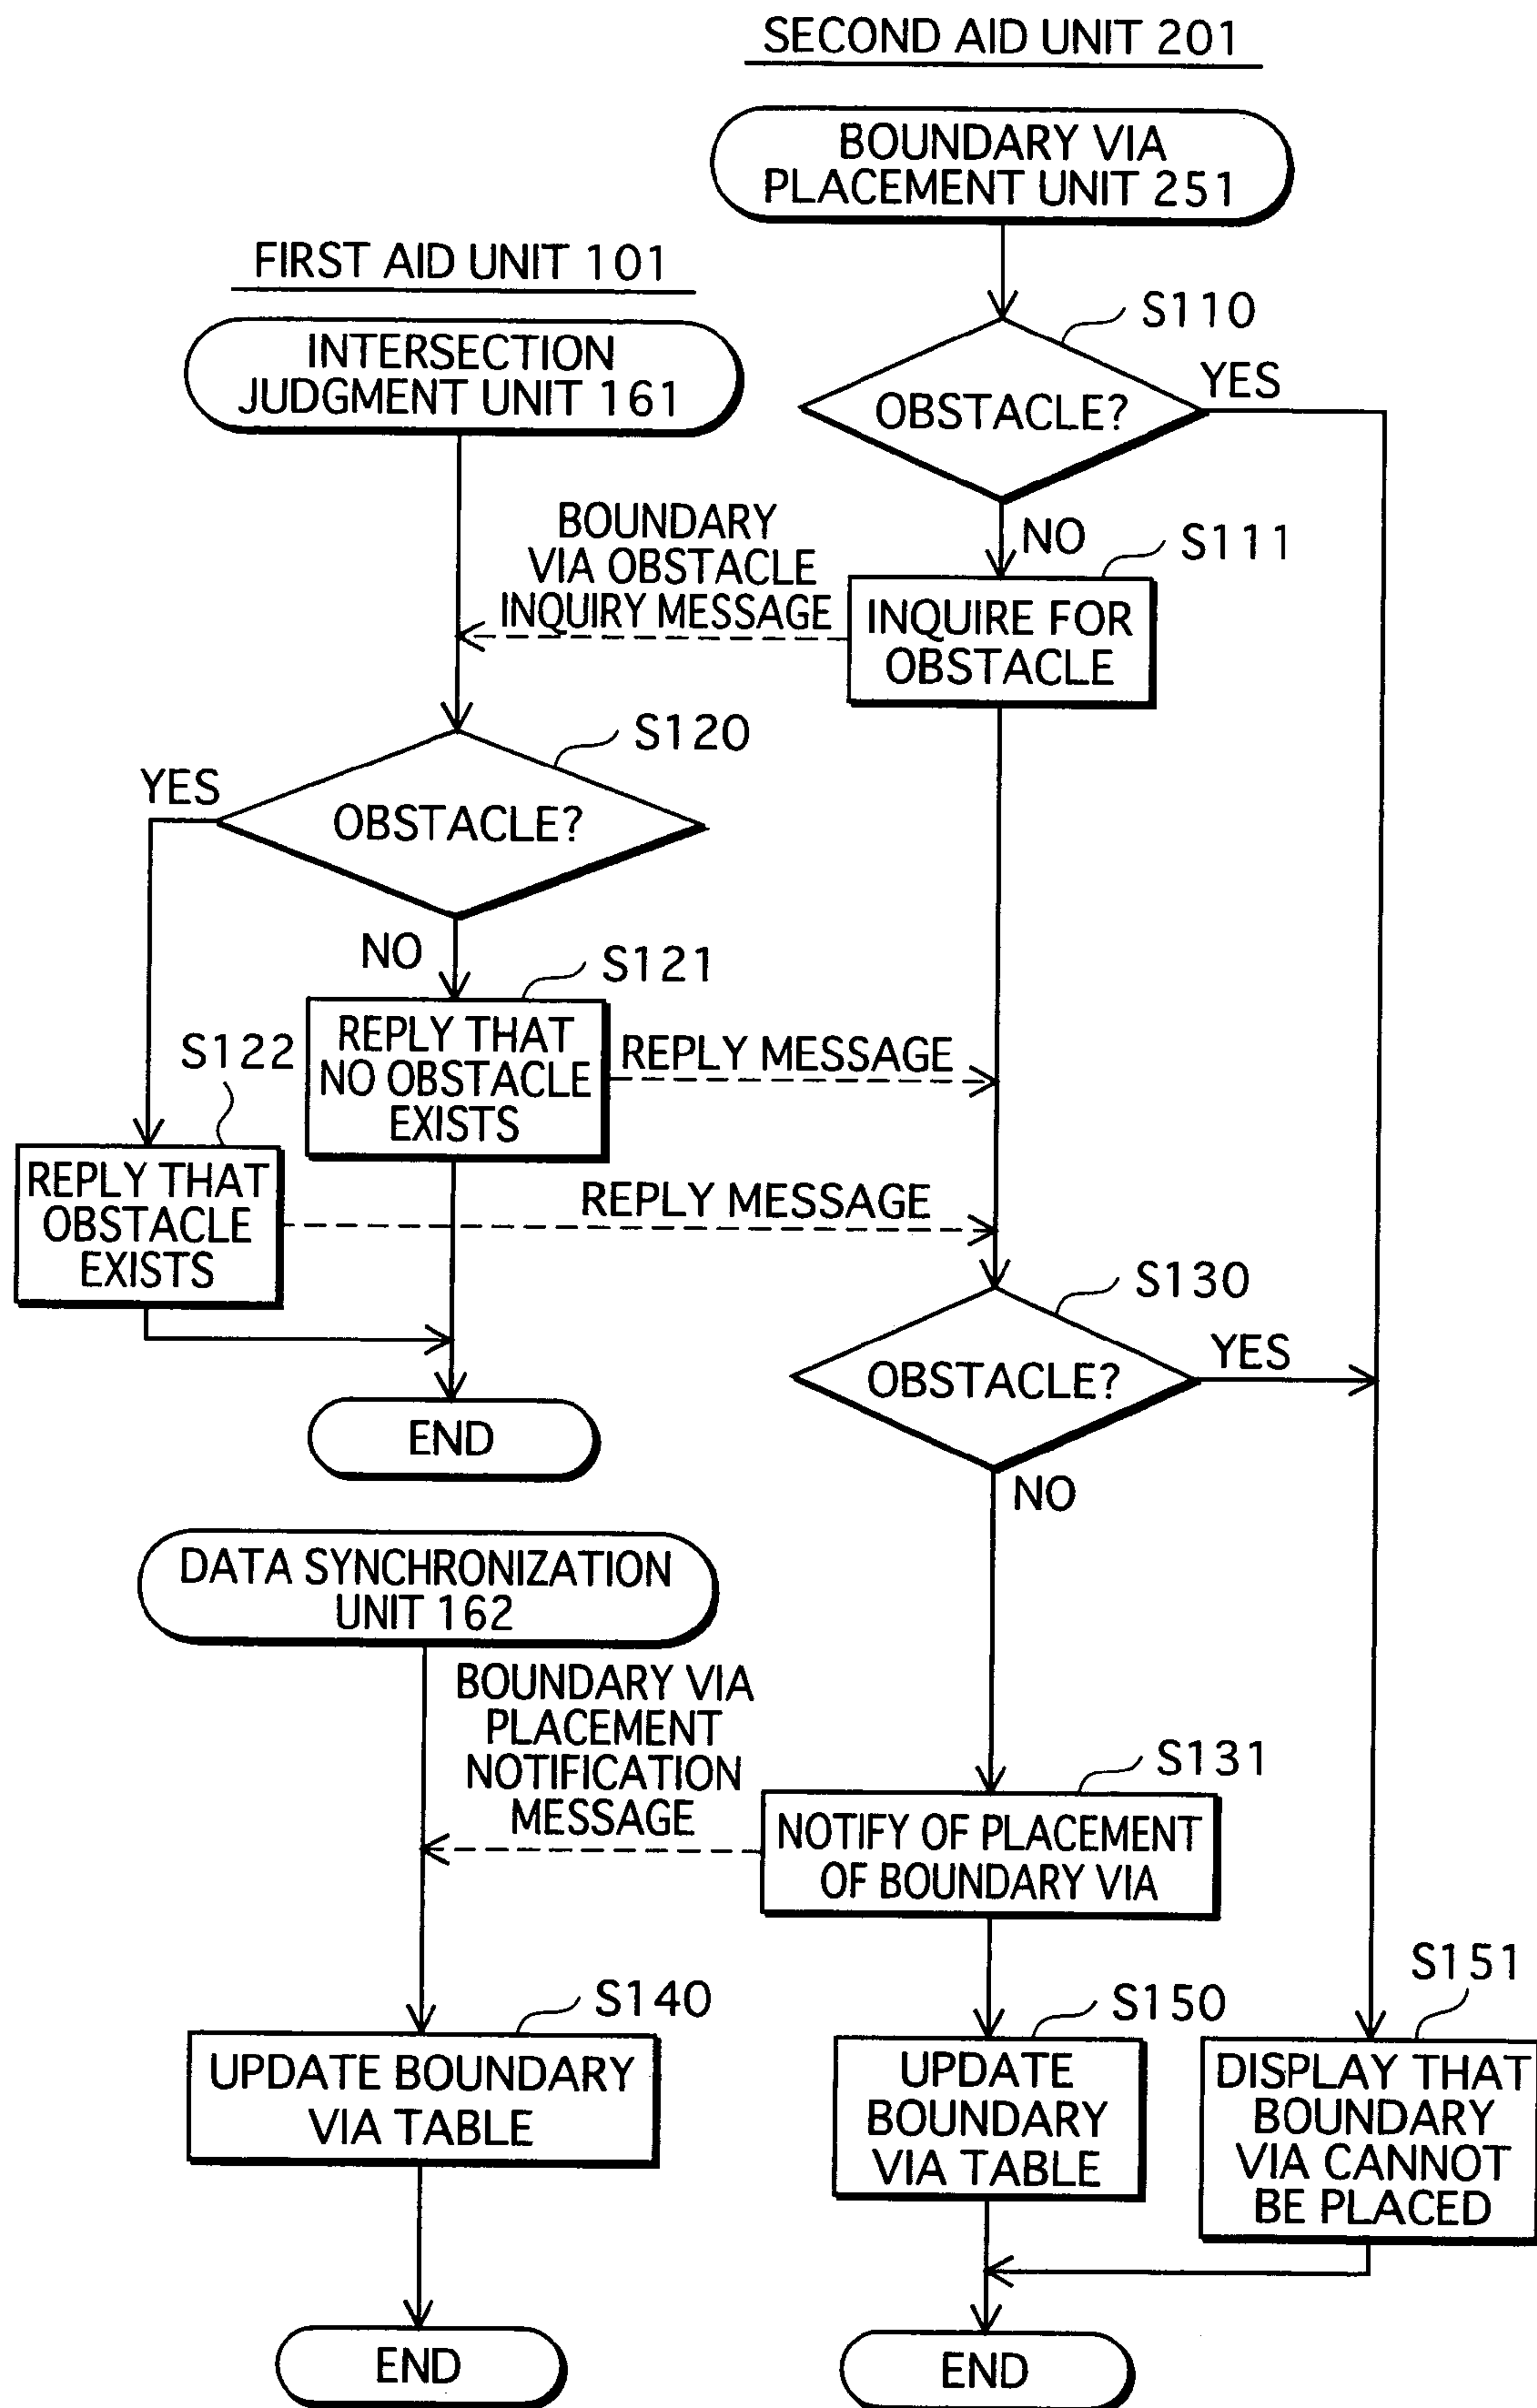 SECOND AID UNIT 201
BOUNDARY VIA
PLACEMENT UNIT 251
FIRST AID UNIT 101
INTERSECTION
JUDGMENT UNIT 161
S110
OBSTACLE?
YES
NO
BOUNDARY
VIA OBSTACLE
INQUIRY MESSAGE
S111
INQUIRE FOR
OBSTACLE
S120
YES
OBSTACLE?
NO
S121
REPLY THAT
NO OBSTACLE
EXISTS
REPLY MESSAGE
S122
REPLY THAT
OBSTACLE
EXISTS
REPLY MESSAGE
S130
OBSTACLE?
YES
NO
END
DATA SYNCHRONIZATION
UNIT 162
BOUNDARY VIA
PLACEMENT
NOTIFICATION
MESSAGE
S131
NOTIFY OF PLACEMENT
OF BOUNDARY VIA
S140
UPDATE BOUNDARY
VIA TABLE
S150
UPDATE
BOUNDARY
VIA TABLE
S151
DISPLAY THAT
BOUNDARY
VIA CANNOT
BE PLACED
END
END